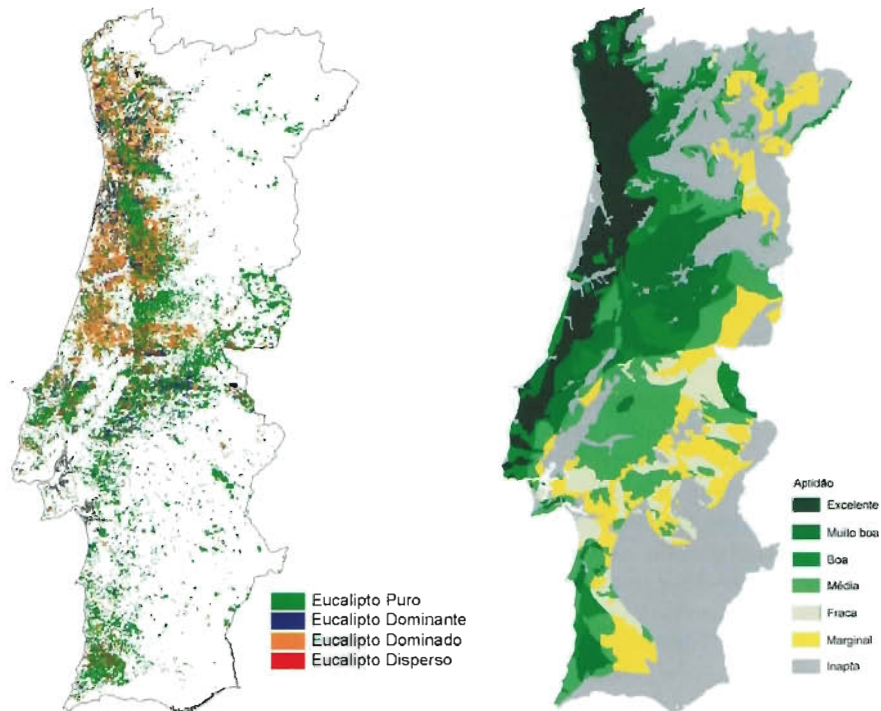 Eucalipto Puro
Eucalipto Dominante
Eucalipto Dominado
Eucalipto Disperso
Aptidão
Excelente
Muito boa
Boa
Média
Fraca
Marginal
Inapta